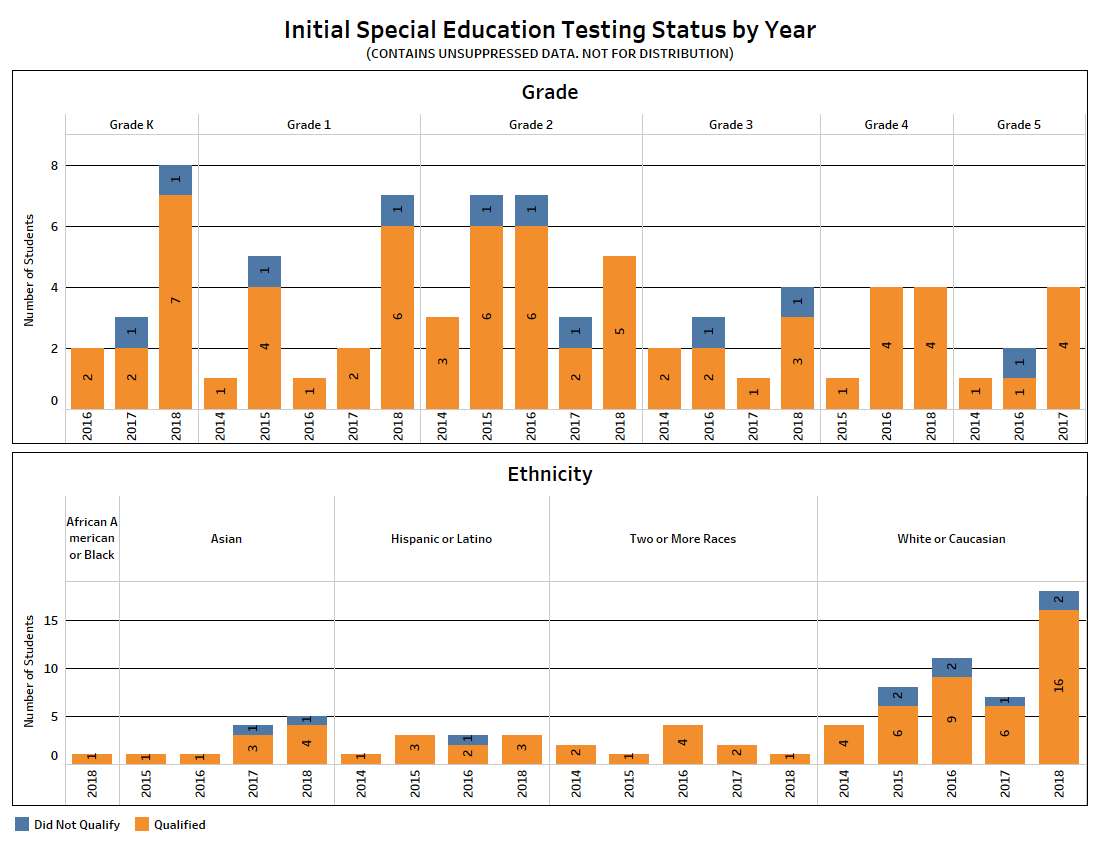 Initial Special Education Testing Status by Year
(CONTAINS UNSUPPRESSED DATA. NOT FOR DISTRIBUTION)
Grade
Grade K Grade 1 Grade 2 Grade 3 Grade 4 Grade 5
Number of Students
8
6
4
2
0
1 1 1 1 1 1 1 1 1 1
2 2 7 1 4 1 2 6 3 6 6 2 5 2 2 1 3 1 4 4 1 1 4
2016 2017 2018 2014 2015 2016 2017 2018 2014 2015 2016 2017 2018 2014 2016 2017 2018 2015 2016 2018 2014 2016 2017
Ethnicity
African A
merican
or Black
Asian Hispanic or Latino Two or More Races White or Caucasian
Number of Students
15
10
5
0
1 1 1 2 2 1 2
1 1 1 3 4 1 3 2 3 2 1 4 2 1 4 6 9 6 16
2018 2015 2016 2017 2018 2014 2015 2016 2018 2014 2015 2016 2017 2018 2014 2015 2016 2017 2018
Did Not Qualify Qualified